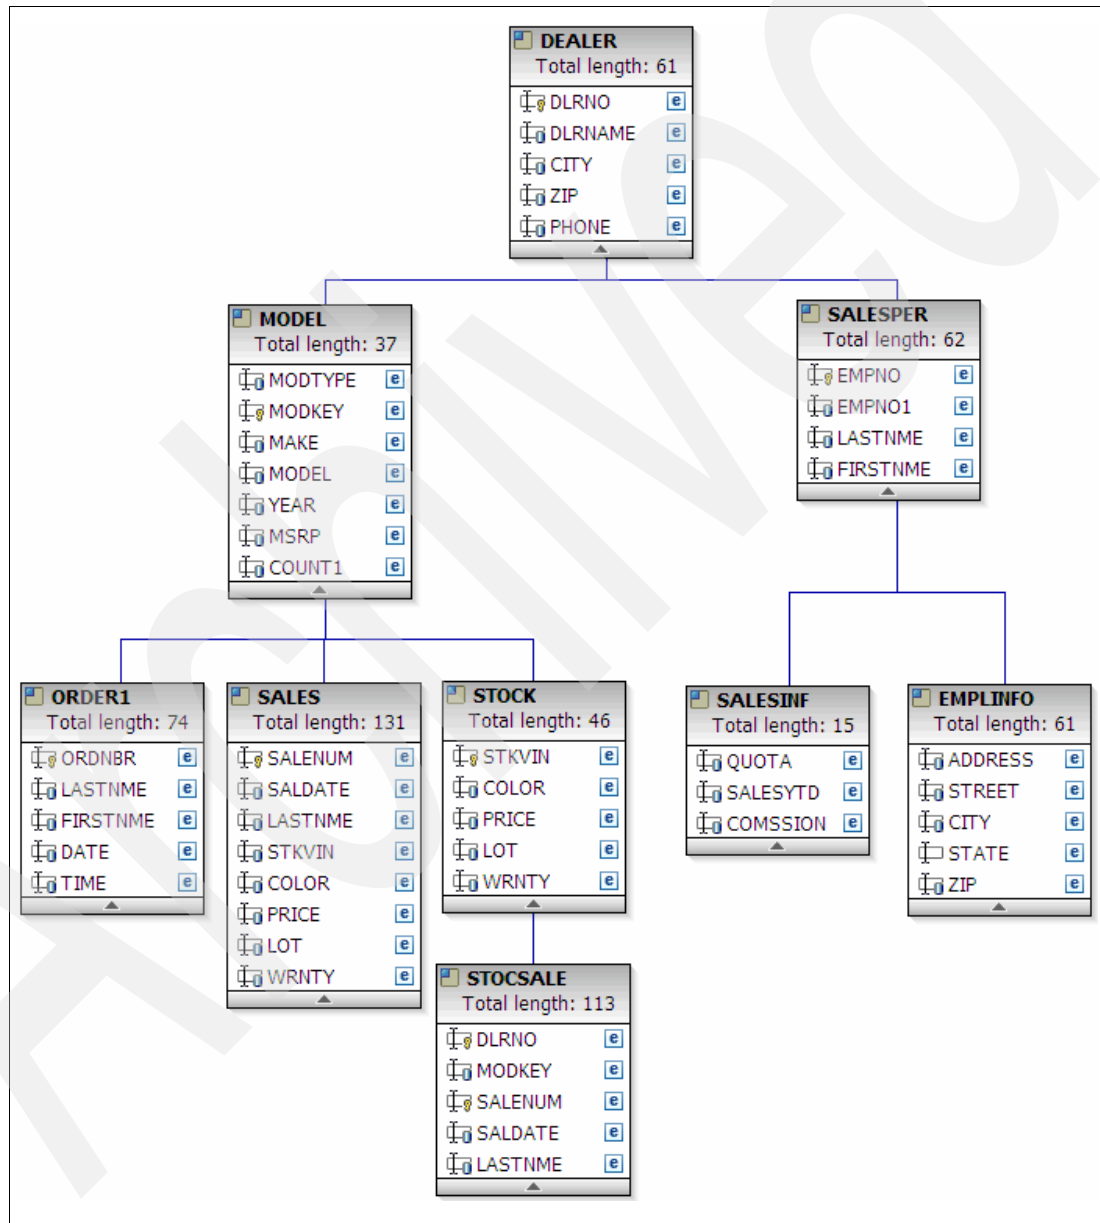 DEALER
Total length: 61
DLRNO e
DLRNAME e
CITY e
ZIP e
PHONE e
MODEL
Total length: 37
MODTYPE e
MODKEY e
MAKE e
MODEL e
YEAR e
MSRP e
COUNT1 e
SALESPER
Total length: 62
EMPNO e
EMPNO1 e
LASTNME e
FIRSTNME e
ORDER1
Total length: 74
ORDNBR e
LASTNME e
FIRSTNME e
DATE e
TIME e
SALES
Total length: 131
SALENUM e
SALDATE e
LASTNME e
STKVIN e
COLOR e
PRICE e
LOT e
WRNTY e
STOCK
Total length: 46
STKVIN e
COLOR e
PRICE e
LOT e
WRNTY e
SALESINF
Total length: 15
QUOTA e
SALESYTD e
COMSSION e
EMPLINFO
Total length: 61
ADDRESS e
STREET e
CITY e
STATE e
ZIP e
STOCSALE
Total length: 113
DLRNO e
MODKEY e
SALENUM e
SALDATE e
LASTNME e
Archived